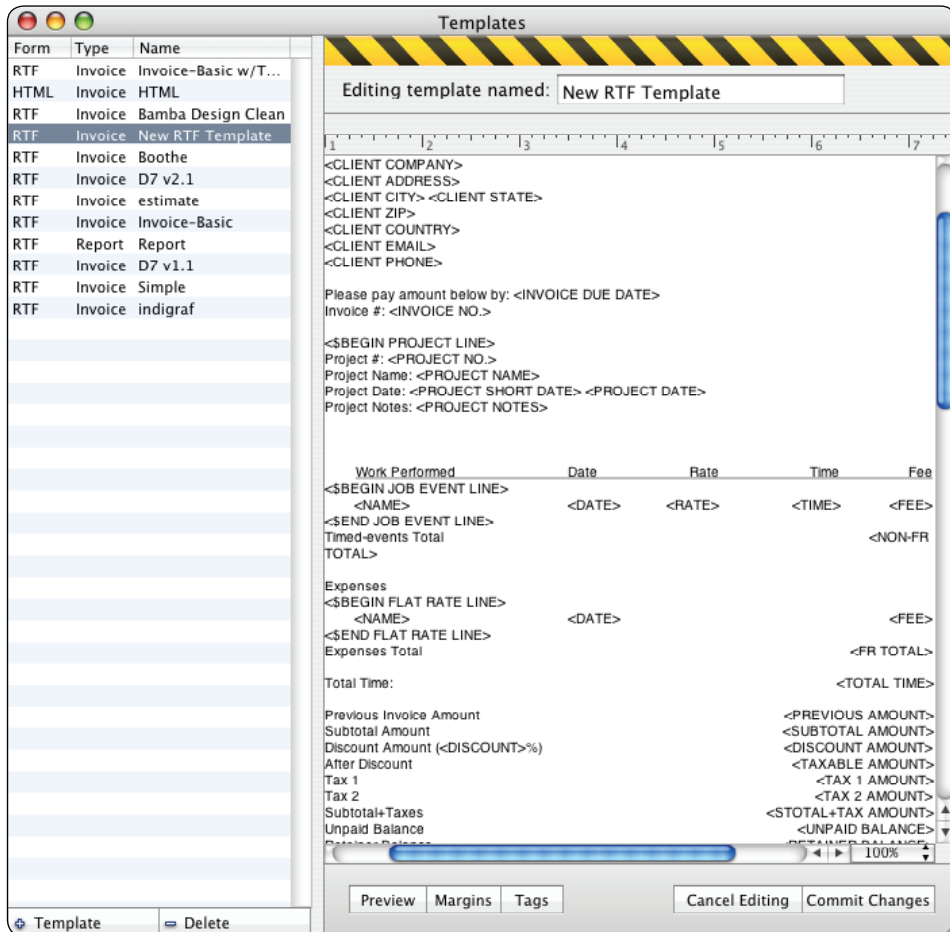 Templates
Form Type Name
RTF Invoice Invoice-Basic w/T...
HTML Invoice HTML
RTF Invoice Bamba Design Clean
RTF Invoice New RTF Template
RTF Invoice Boothe
RTF Invoice D7 v2.1
RTF Invoice estimate
RTF Invoice Invoice-Basic
RTF Report Report
RTF Invoice D7 v1.1
RTF Invoice Simple
RTF Invoice indigraf
Template Delete
Editing template named: New RTF Template
1 2 3 4 5 6 7
<CLIENT COMPANY>
<CLIENT ADDRESS>
<CLIENT CITY> <CLIENT STATE>
<CLIENT ZIP>
<CLIENT COUNTRY>
<CLIENT EMAIL>
<CLIENT PHONE>
Please pay amount below by: <INVOICE DUE DATE>
Invoice #: <INVOICE NO.>
<$BEGIN PROJECT LINE>
Project #: <PROJECT NO.>
Project Name: <PROJECT NAME>
Project Date: <PROJECT SHORT DATE> <PROJECT DATE>
Project Notes: <PROJECT NOTES>
Work Performed Date Rate Time Fee
<$BEGIN JOB EVENT LINE>
<NAME> <DATE> <RATE> <TIME> <FEE>
<$END JOB EVENT LINE>
Timed-events Total <NON-FR
TOTAL>
Expenses
<$BEGIN FLAT RATE LINE>
<NAME> <DATE> <FEE>
<$END FLAT RATE LINE>
Expenses Total <FR TOTAL>
Total Time: <TOTAL TIME>
Previous Invoice Amount <PREVIOUS AMOUNT>
Subtotal Amount <SUBTOTAL AMOUNT>
Discount Amount (<DISCOUNT>%) <DISCOUNT AMOUNT>
After Discount <TAXABLE AMOUNT>
Tax 1 <TAX 1 AMOUNT>
Tax 2 <TAX 2 AMOUNT>
Subtotal+Taxes <STOTAL+TAX AMOUNT>
Unpaid Balance <UNPAID BALANCE>
Retainer Balance <RETAINER BALANCE>
100%
Preview Margins Tags Cancel Editing Commit Changes